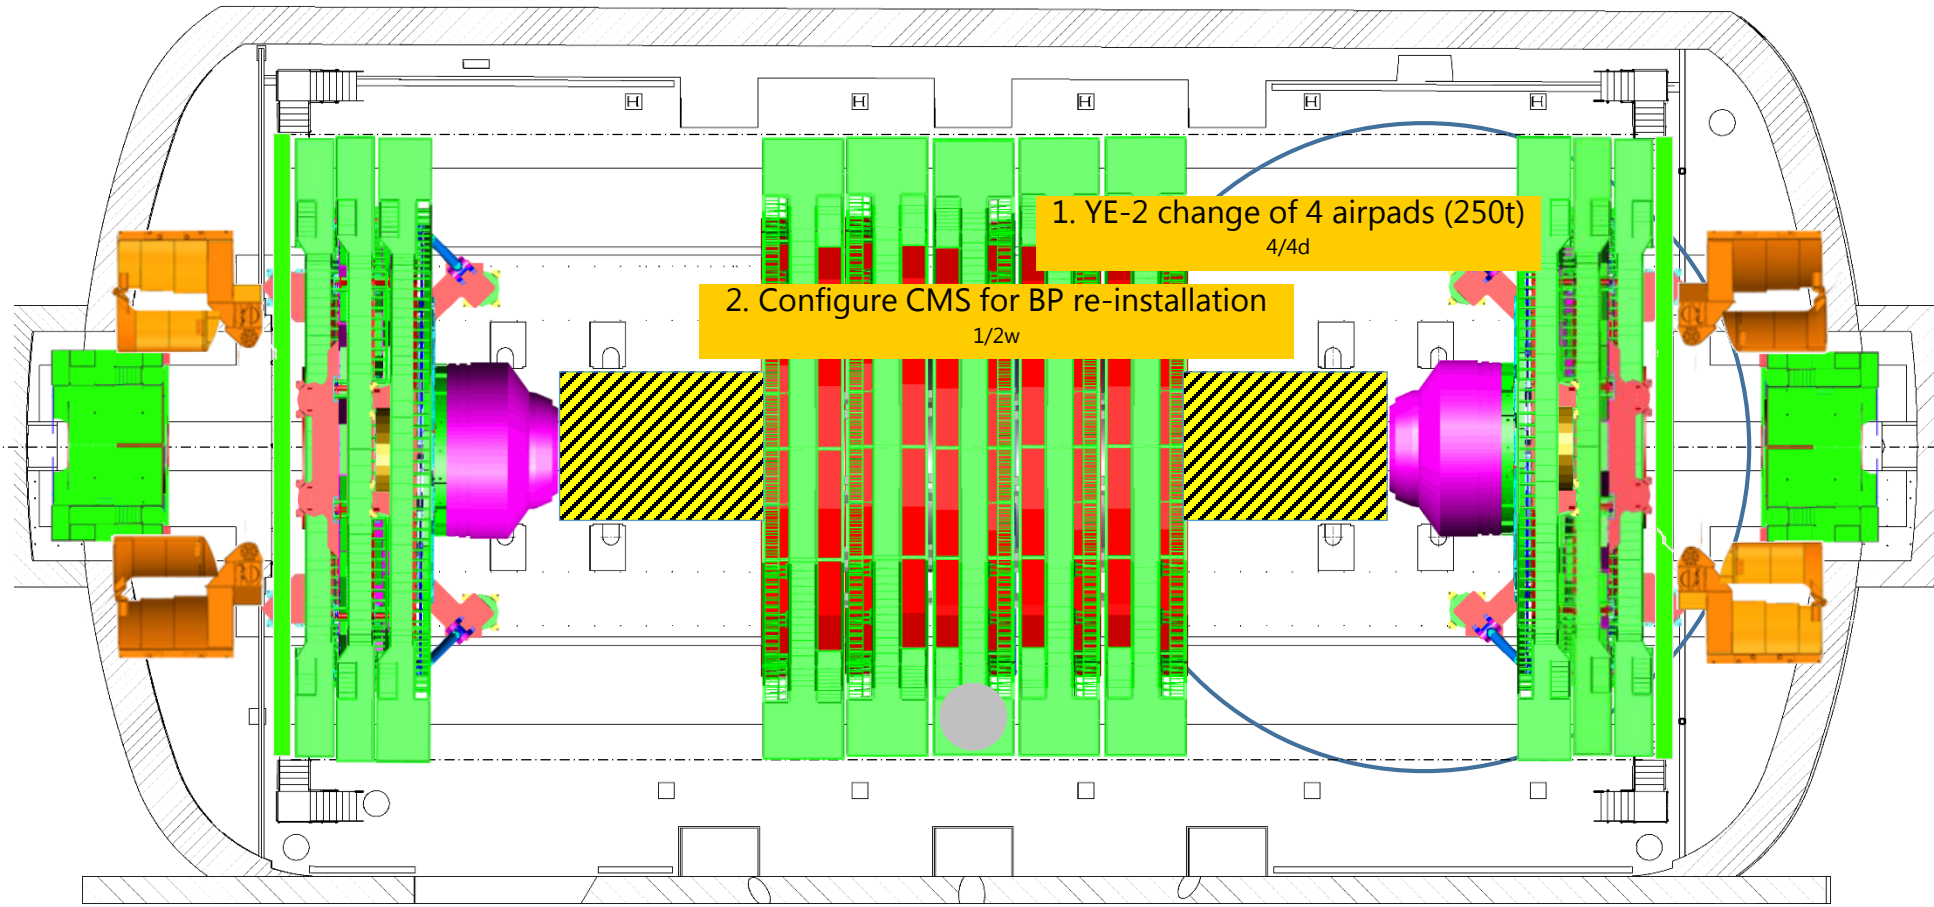 1. YE-2 change of 4 airpads (250t)
4/4d
2. Configure CMS for BP re-installation
1/2w